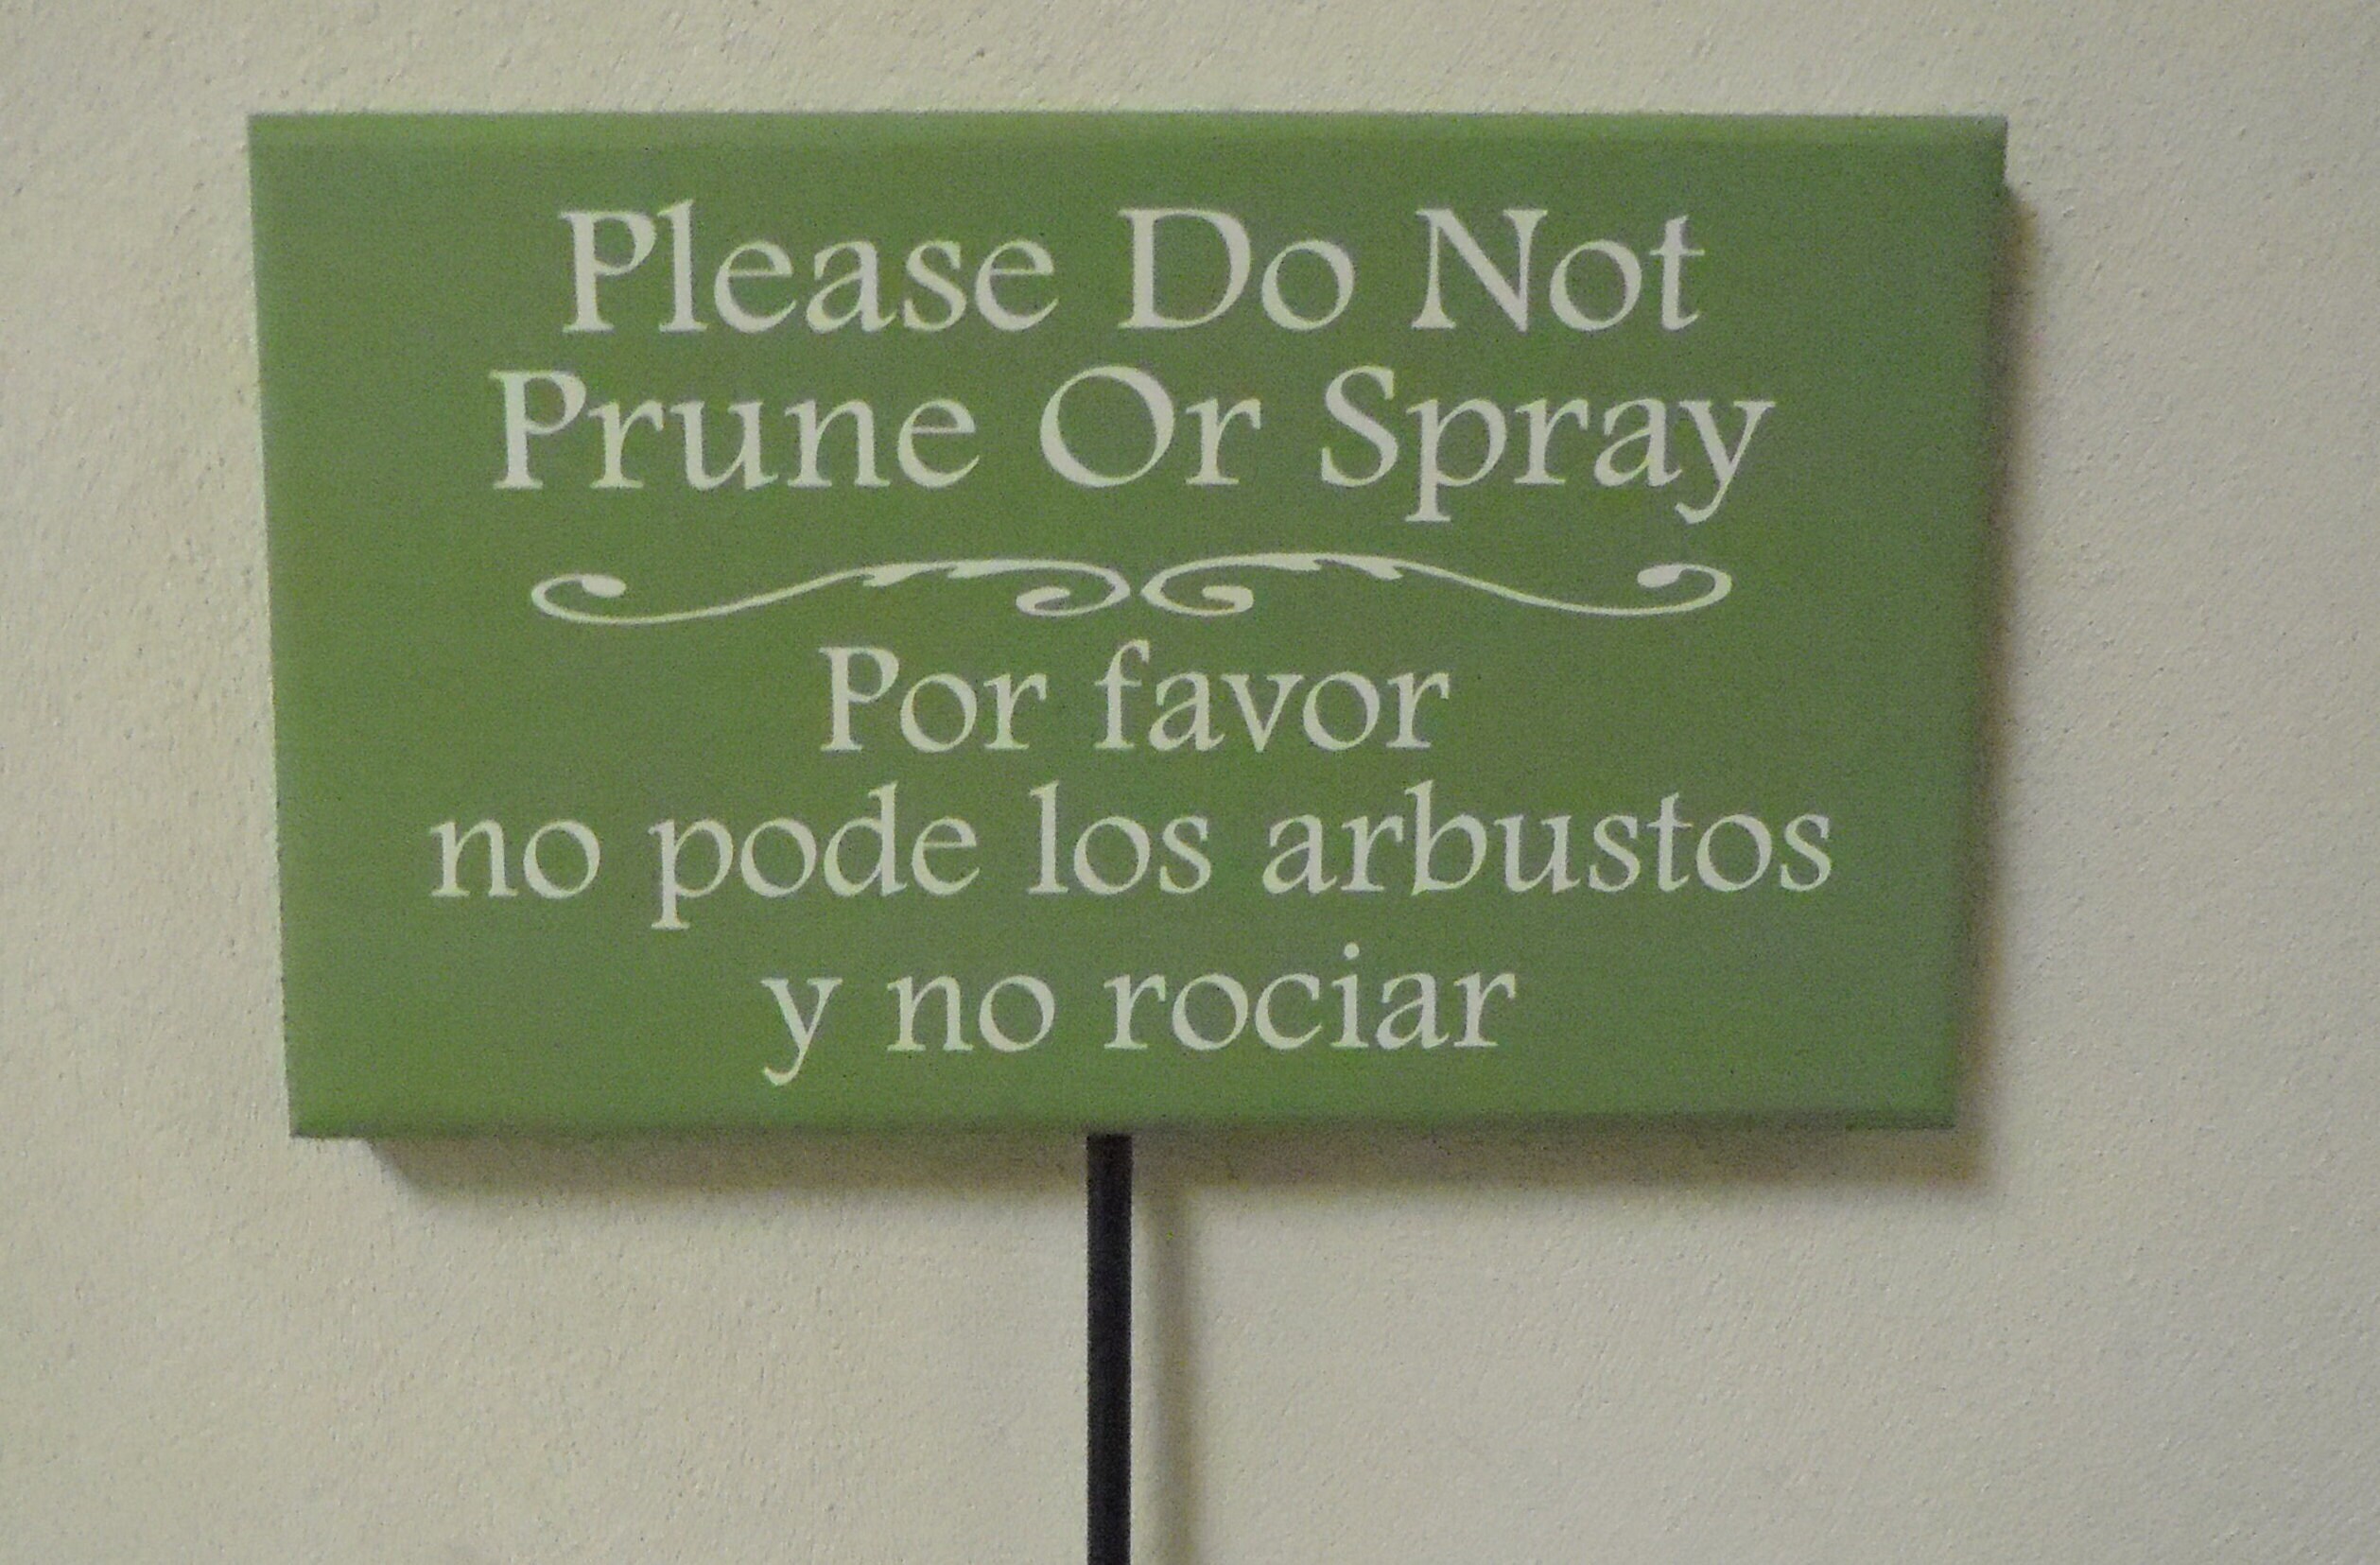 Please Do Not
Prune Or Spray
Por favor
no pode los arbustos
y no rociar